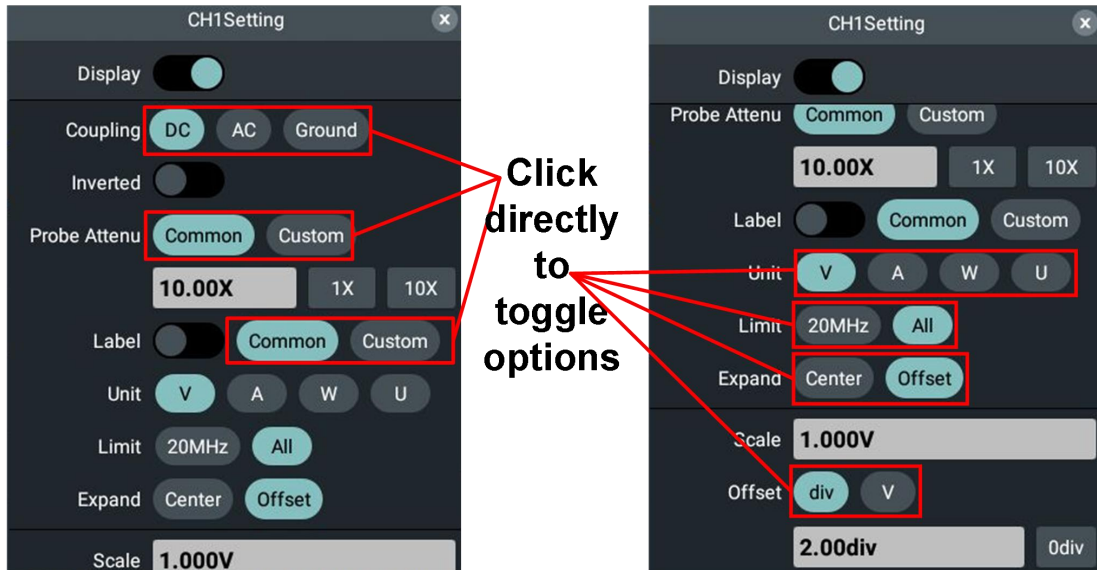 CH1Setting x
Display
Coupling DC AC Ground
Inverted
Probe Attenu Common Custom
10.00X 1X 10X
Label Common Custom
Unit V A W U
Limit 20MHz All
Expand Center Offset
Scale 1.000V
Click
directly
to
toggle
options
CH1Setting x
Display
Probe Attenu Common Custom
10.00X 1X 10X
Label Common Custom
Unit V A W U
Limit 20MHz All
Expand Center Offset
Scale 1.000V
Offset div V
2.00div 0div